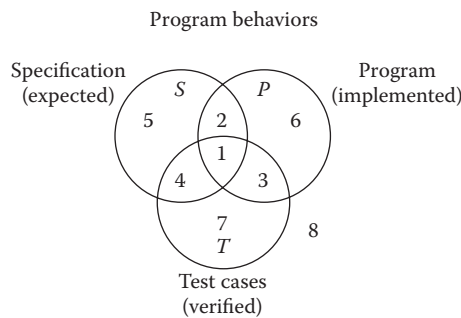 Program behaviors
Specification
(expected)
S
P
Program
(implemented)
5
2
6
1
4
3
7
T
8
Test cases
(verified)